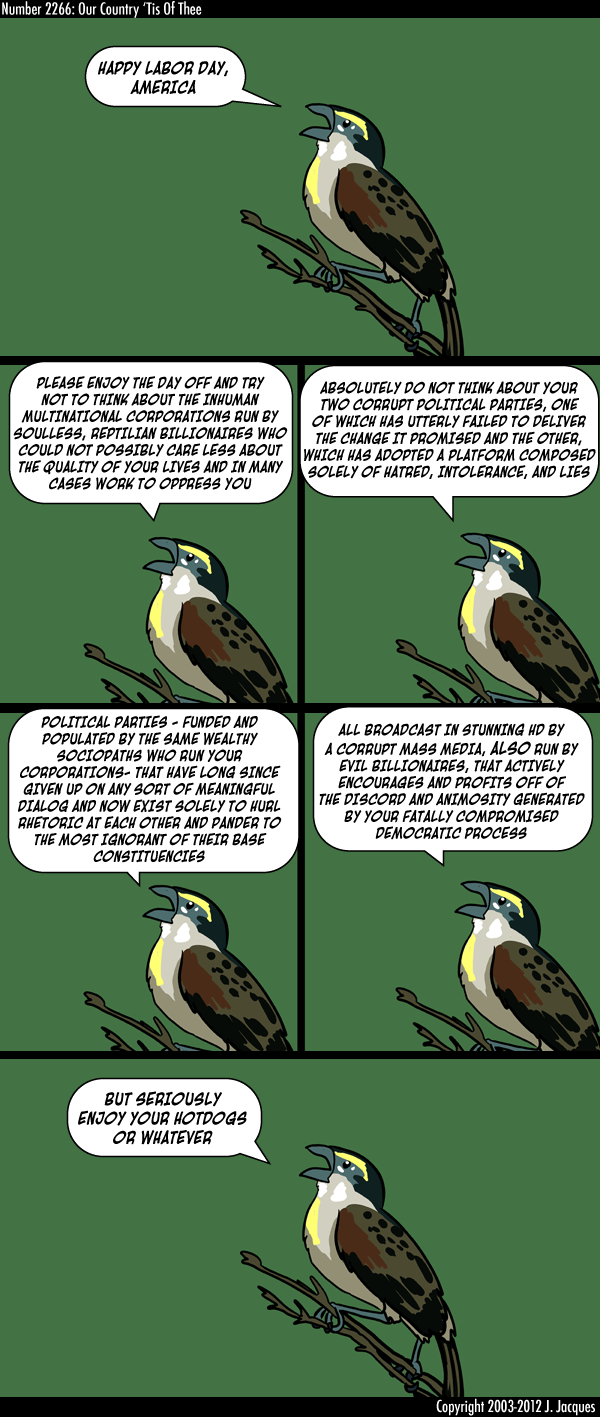 Number 2266: Our Country ‘Tis Of Thee
HAPPY LABOR DAY,
AMERICA
PLEASE ENJOY THE DAY OFF AND TRY
NOT TO THINK ABOUT THE INHUMAN
MULTINATIONAL CORPORATIONS RUN BY
SOULLESS, REPTILIAN BILLIONAIRES WHO
COULD NOT POSSIBLY CARE LESS ABOUT
THE QUALITY OF YOUR LIVES AND IN MANY
CASES WORK TO OPPRESS YOU
ABSOLUTELY DO NOT THINK ABOUT YOUR
TWO CORRUPT POLITICAL PARTIES, ONE
OF WHICH HAS UTTERLY FAILED TO DELIVER
THE CHANGE IT PROMISED AND THE OTHER,
WHICH HAS ADOPTED A PLATFORM COMPOSED
SOLELY OF HATRED, INTOLERANCE, AND LIES
POLITICAL PARTIES - FUNDED AND
POPULATED BY THE SAME WEALTHY
SOCIOPATHS WHO RUN YOUR
CORPORATIONS- THAT HAVE LONG SINCE
GIVEN UP ON ANY SORT OF MEANINGFUL
DIALOG AND NOW EXIST SOLELY TO HURL
RHETORIC AT EACH OTHER AND PANDER TO
THE MOST IGNORANT OF THEIR BASE
CONSTITUENCIES
ALL BROADCAST IN STUNNING HD BY
A CORRUPT MASS MEDIA, ALSO RUN BY
EVIL BILLIONAIRES, THAT ACTIVELY
ENCOURAGES AND PROFITS OFF OF
THE DISCORD AND ANIMOSITY GENERATED
BY YOUR FATALLY COMPROMISED
DEMOCRATIC PROCESS
BUT SERIOUSLY
ENJOY YOUR HOTDOGS
OR WHATEVER
Copyright 2003-2012 J. Jacques